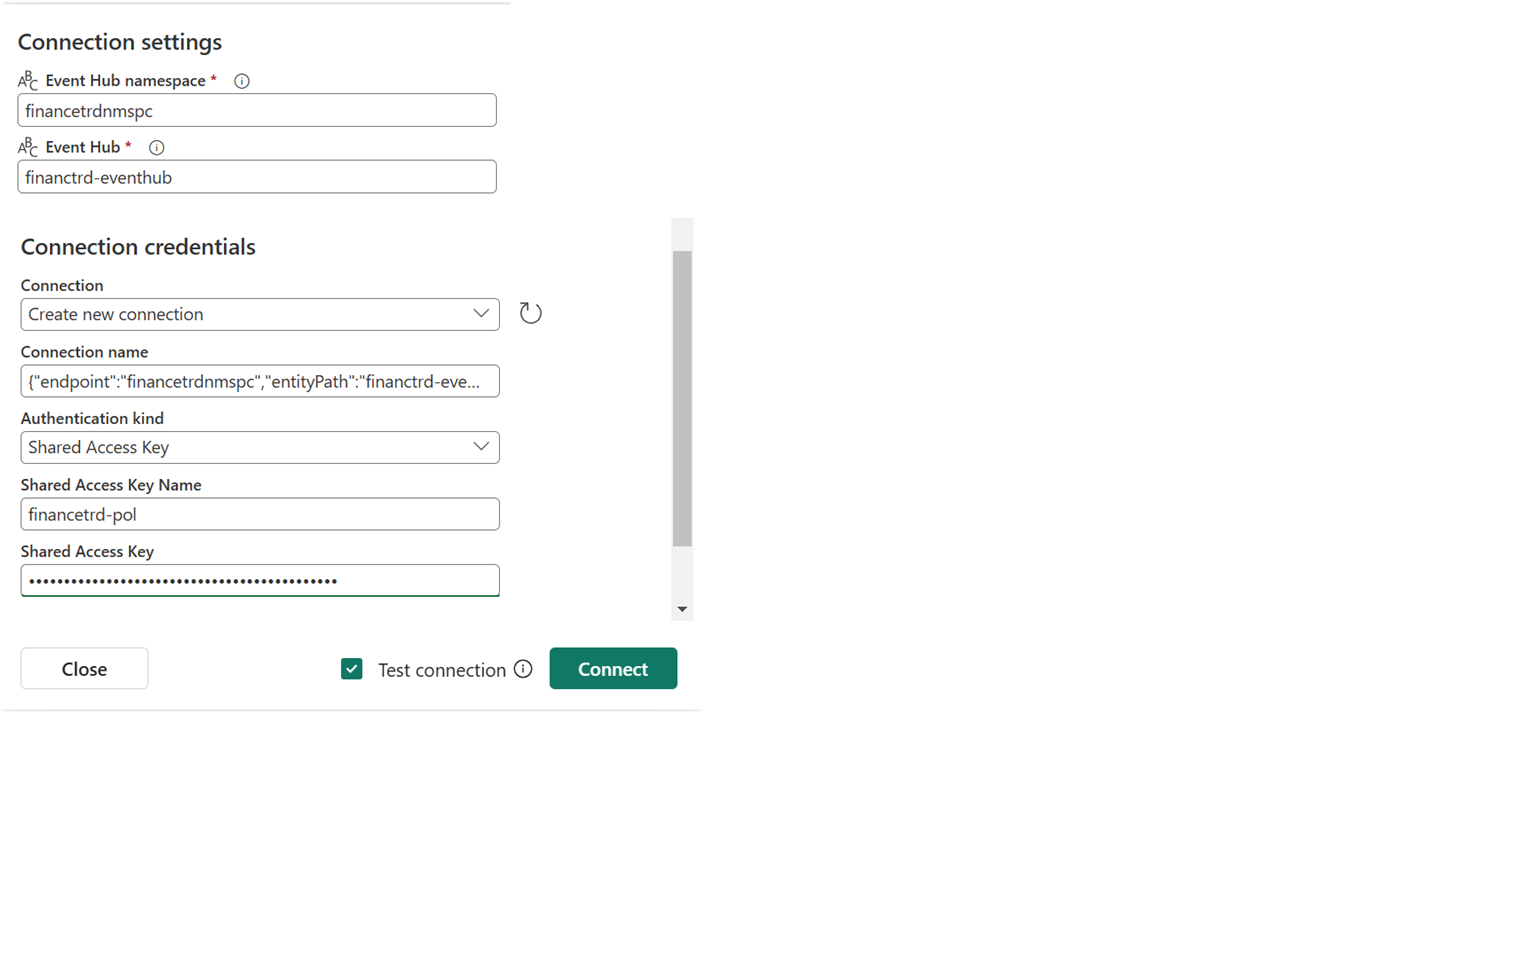 Connection settings
ABC Event Hub namespace *
financetrdnmspc
ABC Event Hub *
financtrd-eventhub
Connection credentials
Connection
Create new connection
Connection name
{"endpoint":"financetrdnmspc","entityPath":"financtrd-eve...
Authentication kind
Shared Access Key
Shared Access Key Name
financetrd-pol
Shared Access Key
••••••••••••••••••••••••••••••••••••••••••••
Close Test connection Connect